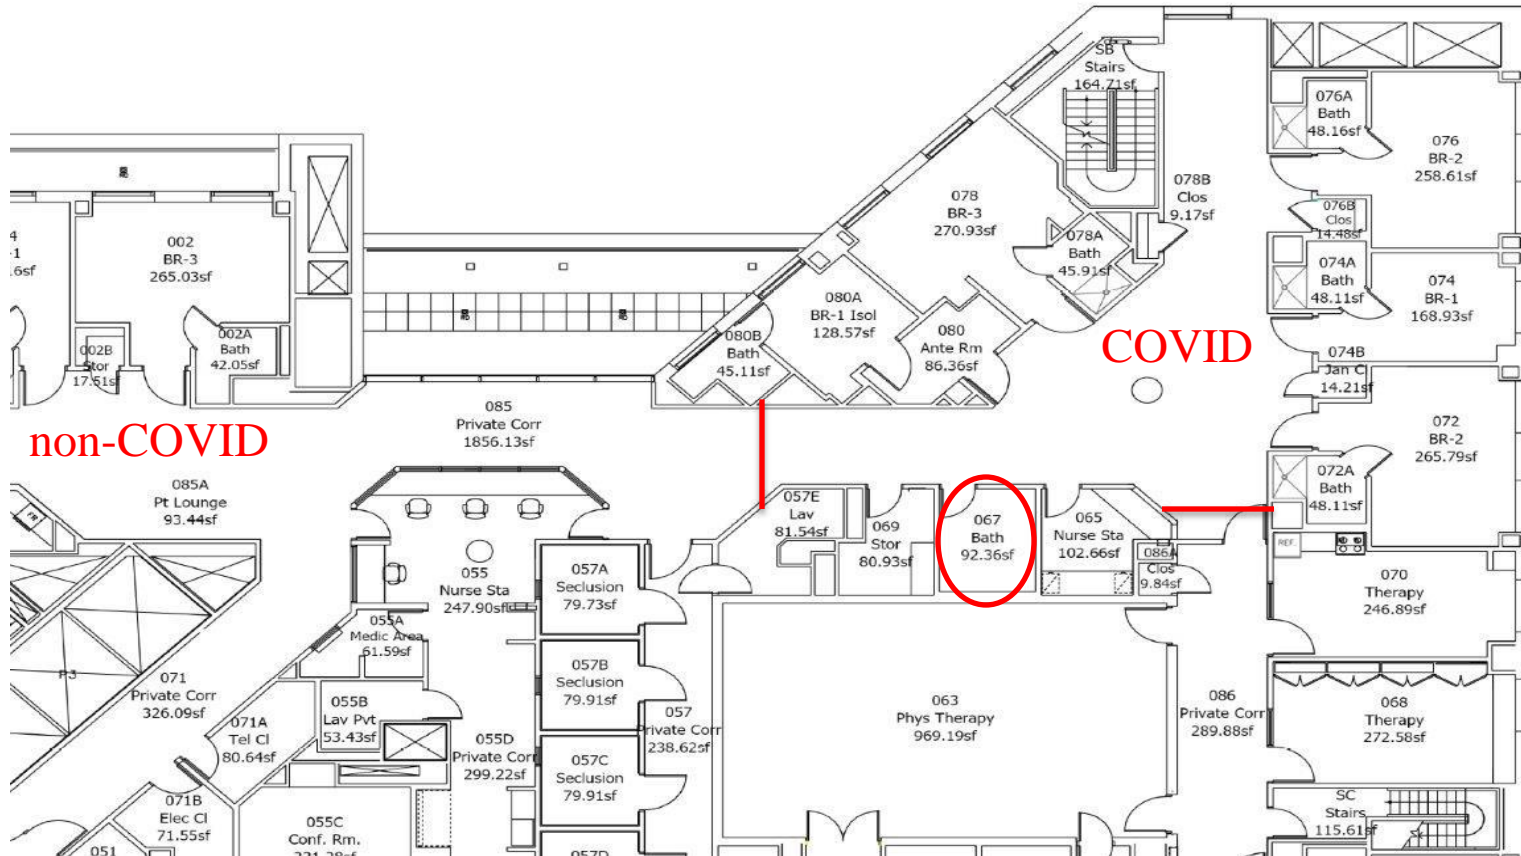 SB
Stairs
164.71sf
076A
Bath
48.16sf
076
BR-2
258.61sf
078B
Clos
9.17sf
076B
Clos
14.48sf
078
BR-3
270.93sf
078A
Bath
45.91sf
074A
Bath
48.11sf
074
BR-1
168.93sf
4
-1
.6sf
002
BR-3
265.03sf
002A
Bath
42.05sf
002B
Stor
17.51sf
080A
BR-1 Isol
128.57sf
080B
Bath
45.11sf
080
Ante Rm
86.36sf
COVID
074B
Jan C
14.21sf
085
Private Corr
1856.13sf
non-COVID
072
BR-2
265.79sf
072A
Bath
48.11sf
085A
Pt Lounge
93.44sf
FR
057E
Lav
81.54sf
069
Stor
80.93sf
067
Bath
92.36sf
065
Nurse Sta
102.66sf
086A
Clos
9.84sf
REF.
055
Nurse Sta
247.90sf
057A
Seclusion
79.73sf
070
Therapy
246.89sf
055A
Medic Area
61.59sf
057B
Seclusion
79.91sf
P3
071
Private Corr
326.09sf
055B
Lav Pvt
53.43sf
071A
Tel Cl
80.64sf
055D
Private Corr
299.22sf
057
Private Corr
238.62sf
063
Phys Therapy
969.19sf
086
Private Corr
289.88sf
068
Therapy
272.58sf
057C
Seclusion
79.91sf
071B
Elec Cl
71.55sf
055C
Conf. Rm.
SC
Stairs
115.61sf
051
057D